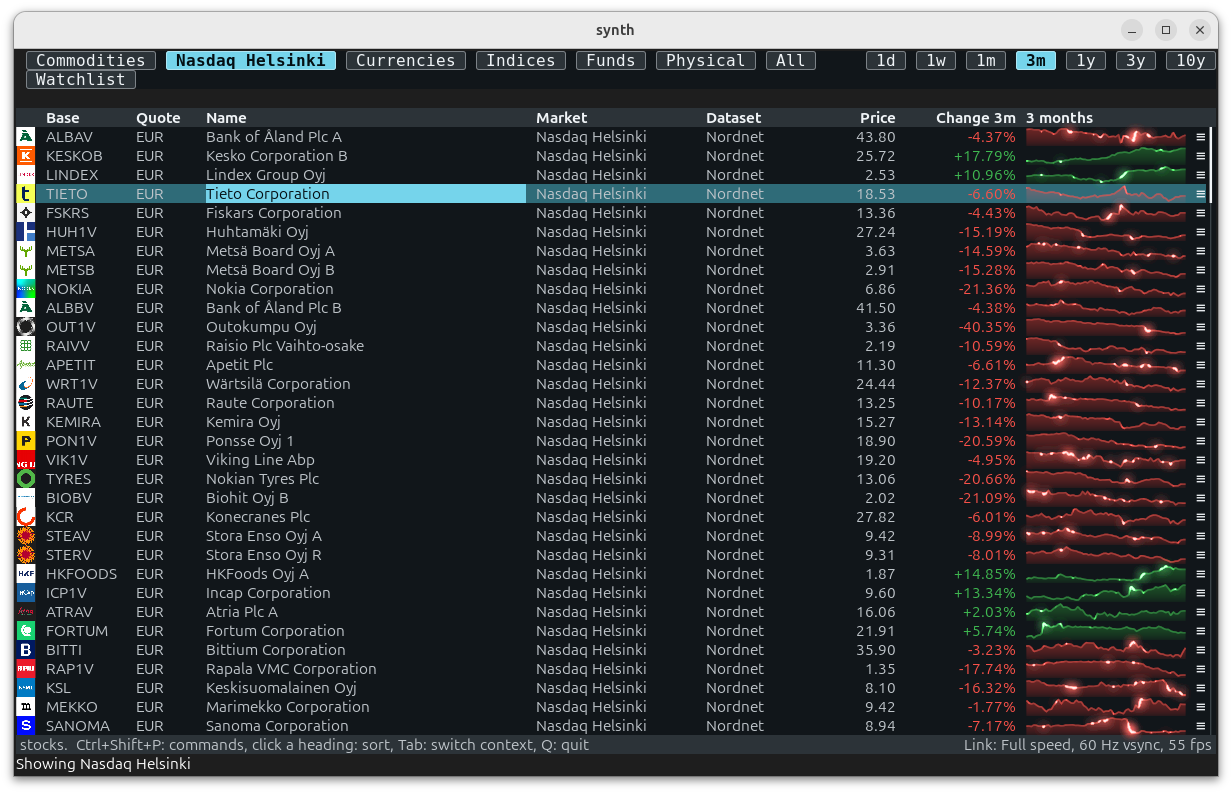 synth
Commodities Nasdaq Helsinki Currencies Indices Funds Physical All 1d 1w 1m 3m 1y 3y 10y
Watchlist
Base Quote Name Market Dataset Price Change 3m 3 months
ALBAV EUR Bank of Åland Plc A Nasdaq Helsinki Nordnet 43.80 -4.37%
KESKOB EUR Kesko Corporation B Nasdaq Helsinki Nordnet 25.72 +17.79%
LINDEX EUR Lindex Group Oyj Nasdaq Helsinki Nordnet 2.53 +10.96%
TIETO EUR Tieto Corporation Nasdaq Helsinki Nordnet 18.53 -6.60%
FSKRS EUR Fiskars Corporation Nasdaq Helsinki Nordnet 13.36 -4.43%
HUH1V EUR Huhtamäki Oyj Nasdaq Helsinki Nordnet 27.24 -15.19%
METSA EUR Metsä Board Oyj A Nasdaq Helsinki Nordnet 3.63 -14.59%
METSB EUR Metsä Board Oyj B Nasdaq Helsinki Nordnet 2.91 -15.28%
NOKIA EUR Nokia Corporation Nasdaq Helsinki Nordnet 6.86 -21.36%
ALBBV EUR Bank of Åland Plc B Nasdaq Helsinki Nordnet 41.50 -4.38%
OUT1V EUR Outokumpu Oyj Nasdaq Helsinki Nordnet 3.36 -40.35%
RAIVV EUR Raisio Plc Vaihto-osake Nasdaq Helsinki Nordnet 2.19 -10.59%
APETIT EUR Apetit Plc Nasdaq Helsinki Nordnet 11.30 -6.61%
WRT1V EUR Wärtsilä Corporation Nasdaq Helsinki Nordnet 24.44 -12.37%
RAUTE EUR Raute Corporation Nasdaq Helsinki Nordnet 13.25 -10.17%
KEMIRA EUR Kemira Oyj Nasdaq Helsinki Nordnet 15.27 -13.14%
PON1V EUR Ponsse Oyj 1 Nasdaq Helsinki Nordnet 18.90 -20.59%
VIK1V EUR Viking Line Abp Nasdaq Helsinki Nordnet 19.20 -4.95%
TYRES EUR Nokian Tyres Plc Nasdaq Helsinki Nordnet 13.06 -20.66%
BIOBV EUR Biohit Oyj B Nasdaq Helsinki Nordnet 2.02 -21.09%
KCR EUR Konecranes Plc Nasdaq Helsinki Nordnet 27.82 -6.01%
STEAV EUR Stora Enso Oyj A Nasdaq Helsinki Nordnet 9.42 -8.99%
STERV EUR Stora Enso Oyj R Nasdaq Helsinki Nordnet 9.31 -8.01%
HKFOODS EUR HKFoods Oyj A Nasdaq Helsinki Nordnet 1.87 +14.85%
ICP1V EUR Incap Corporation Nasdaq Helsinki Nordnet 9.60 +13.34%
ATRAV EUR Atria Plc A Nasdaq Helsinki Nordnet 16.06 +2.03%
FORTUM EUR Fortum Corporation Nasdaq Helsinki Nordnet 21.91 +5.74%
BITTI EUR Bittium Corporation Nasdaq Helsinki Nordnet 35.90 -3.23%
RAP1V EUR Rapala VMC Corporation Nasdaq Helsinki Nordnet 1.35 -17.74%
KSL EUR Keskisuomalainen Oyj Nasdaq Helsinki Nordnet 8.10 -16.32%
MEKKO EUR Marimekko Corporation Nasdaq Helsinki Nordnet 9.42 -1.77%
SANOMA EUR Sanoma Corporation Nasdaq Helsinki Nordnet 8.94 -7.17%
stocks. Ctrl+Shift+P: commands, click a heading: sort, Tab: switch context, Q: quit Link: Full speed, 60 Hz vsync, 55 fps
Showing Nasdaq Helsinki